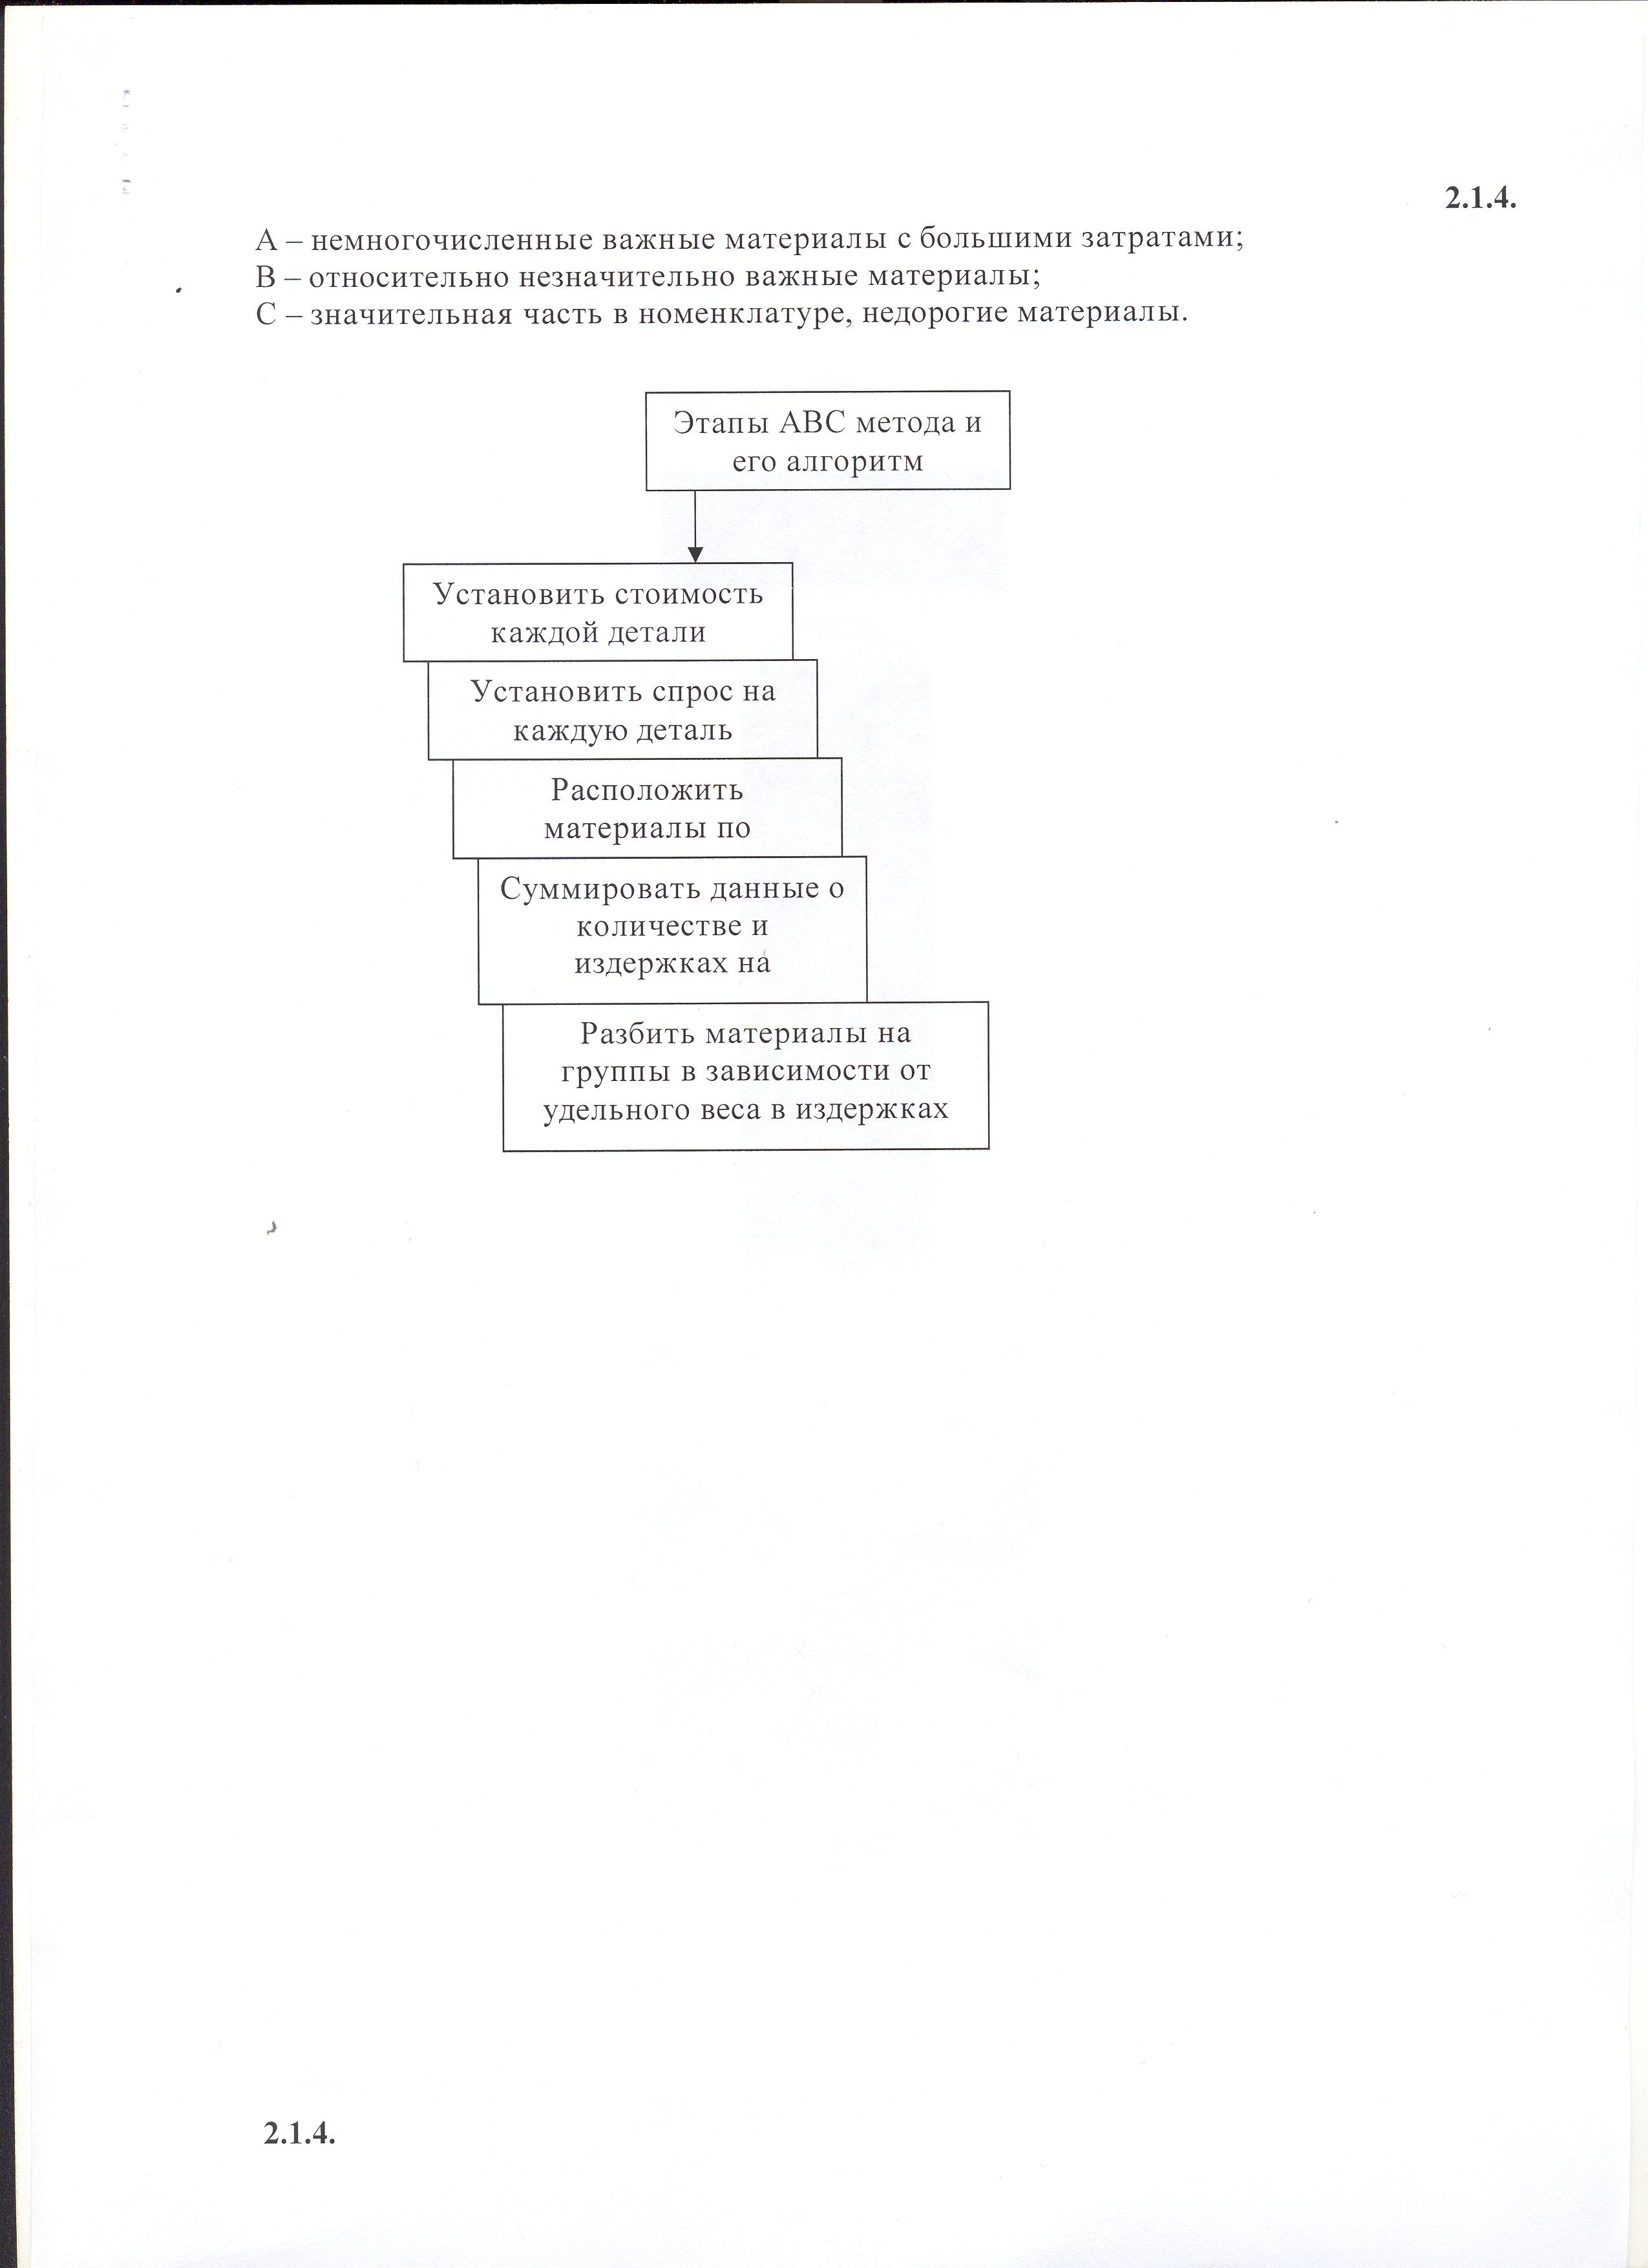 2.1.4.
А – немногочисленные важные материалы с большими затратами;
В – относительно незначительно важные материалы;
С – значительная часть в номенклатуре, недорогие материалы.
Этапы АВС метода и
его алгоритм
Установить стоимость
каждой детали
Установить спрос на
каждую деталь
Расположить
материалы по
Суммировать данные о
количестве и
издержках на
Разбить материалы на
группы в зависимости от
удельного веса в издержках
2.1.4.